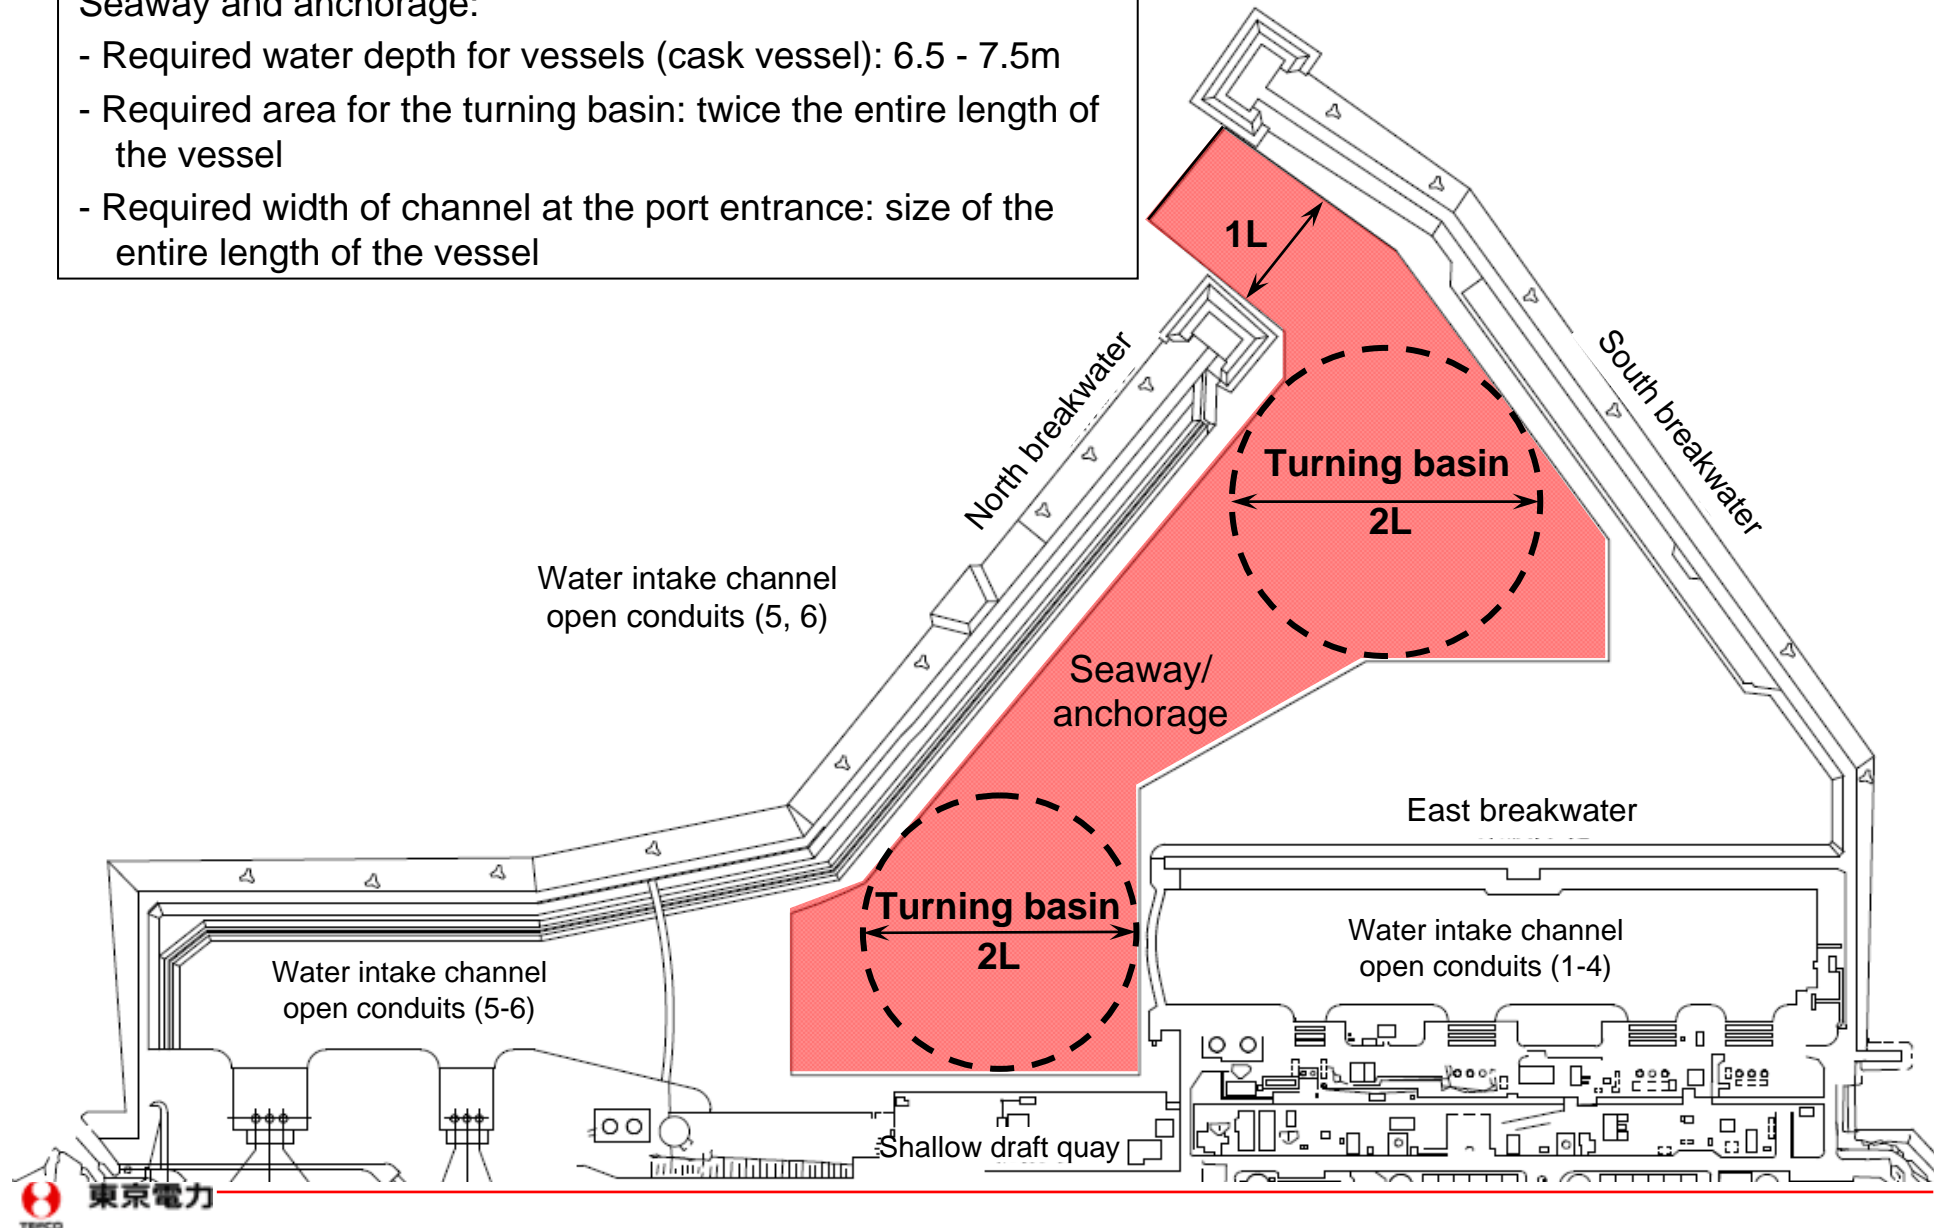 Seaway and anchorage:
- Required water depth for vessels (cask vessel): 6.5 - 7.5m
- Required area for the turning basin: twice the entire length of
the vessel
- Required width of channel at the port entrance: size of the
entire length of the vessel
1L
North breakwater
South breakwater
Turning basin
2L
Water intake channel
open conduits (5, 6)
Seaway/
anchorage
East breakwater
Turning basin
2L
Water intake channel
open conduits (1-4)
Water intake channel
open conduits (5-6)
Shallow draft quay
東京電力
TEPCO